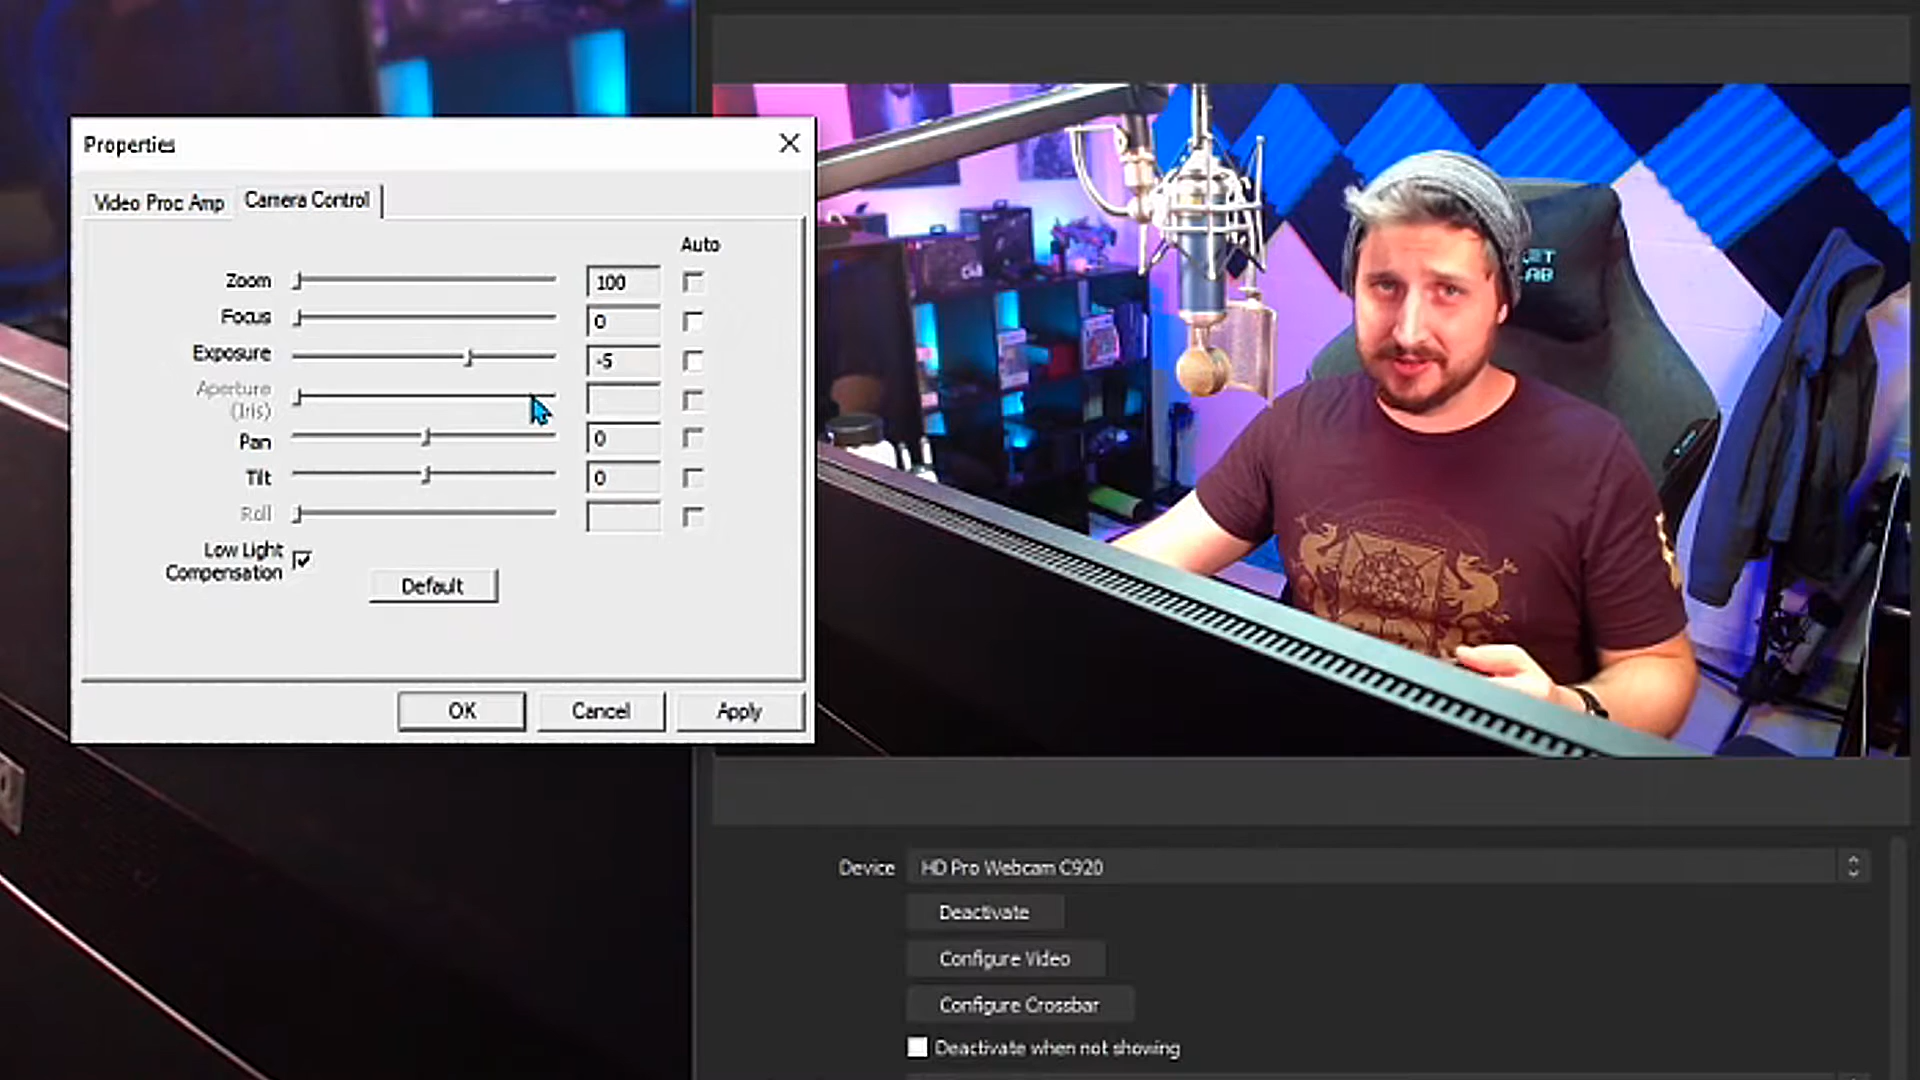 Properties
Video Proc Amp
Camera Control
Auto
Zoom
100
Focus
0
Exposure
-5
Aperture
(Iris)
Pan
0
Tilt
0
Roll
Low Light
Compensation
Default
OK
Cancel
Apply
Device
HD Pro Webcam C920
Deactivate
Configure Video
Configure Crossbar
Deactivate when not showing